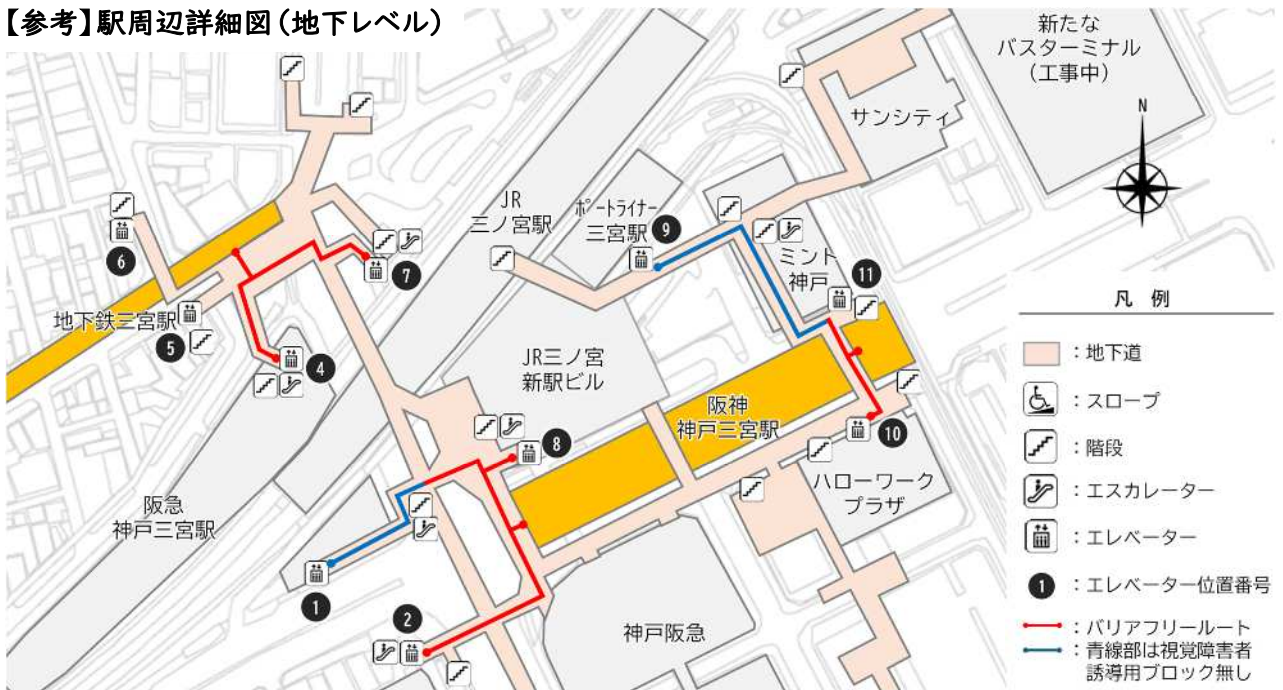 【参考】駅周辺詳細図(地下レベル)
新たな
バスターミナル
(工事中)
サンシティ
N
JR
三ノ宮駅
ポートライナー
三宮駅
9
6
7
ミント
神戸
11
凡 例
地下鉄三宮駅
5
4
JR三ノ宮
新駅ビル
:地下道
:スロープ
阪神
神戸三宮駅
8
10
:階段
阪急
神戸三宮駅
ハローワーク
プラザ
:エスカレーター
:エレベーター
1
2
神戸阪急
1
:エレベーター位置番号
:バリアフリールート
:青線部は視覚障害者
誘導用ブロック無し